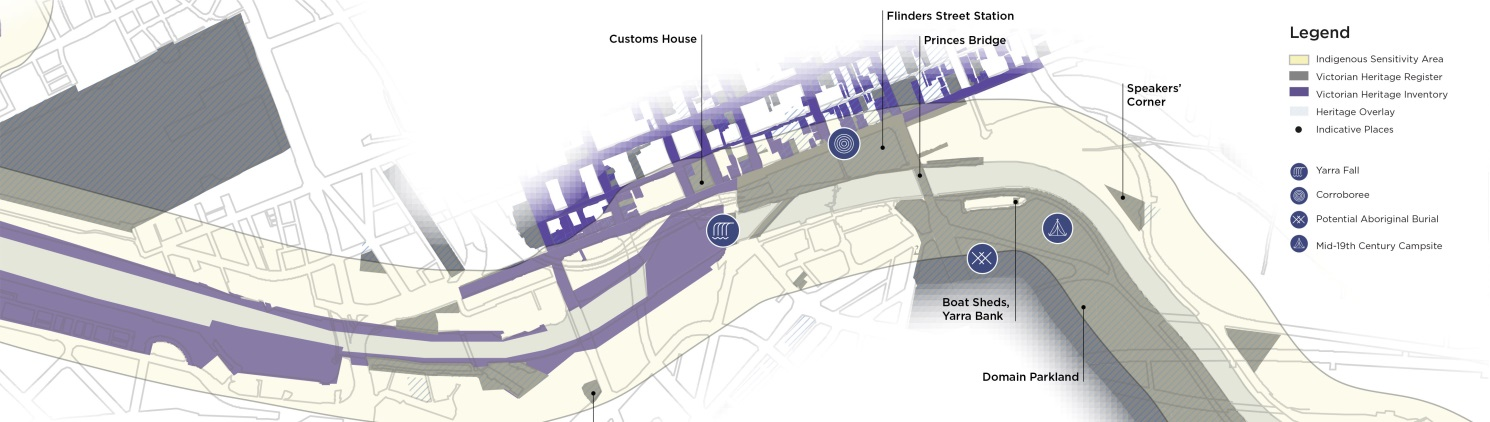 Flinders Street Station
Customs House
Princes Bridge
Speakers'
Corner
Boat Sheds,
Yarra Bank
Domain Parkland
Legend
Indigenous Sensitivity Area
Victorian Heritage Register
Victorian Heritage Inventory
Heritage Overlay
Indicative Places
Yarra Fall
Corroboree
Potential Aboriginal Burial
Mid-19th Century Campsite